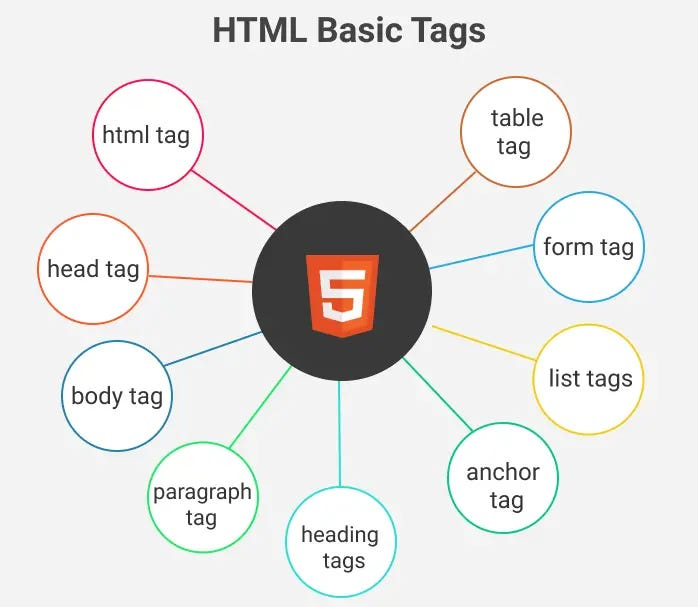 HTML Basic Tags
html tag
table
tag
head tag
form tag
body tag
list tags
paragraph
tag
heading
tags
anchor
tag
5